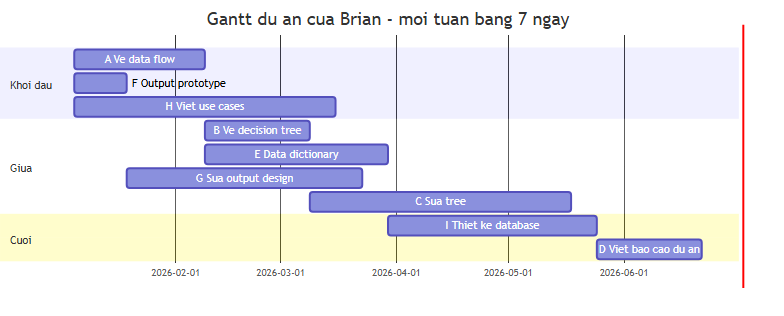 Gantt du an cua Brian - moi tuan bang 7 ngay
Khoi dau
A Ve data flow
F Output prototype
H Viet use cases
Giua
B Ve decision tree
E Data dictionary
G Sua output design
C Sua tree
Cuoi
I Thiet ke database
D Viet bao cao du an
2026-02-01 2026-03-01 2026-04-01 2026-05-01 2026-06-01